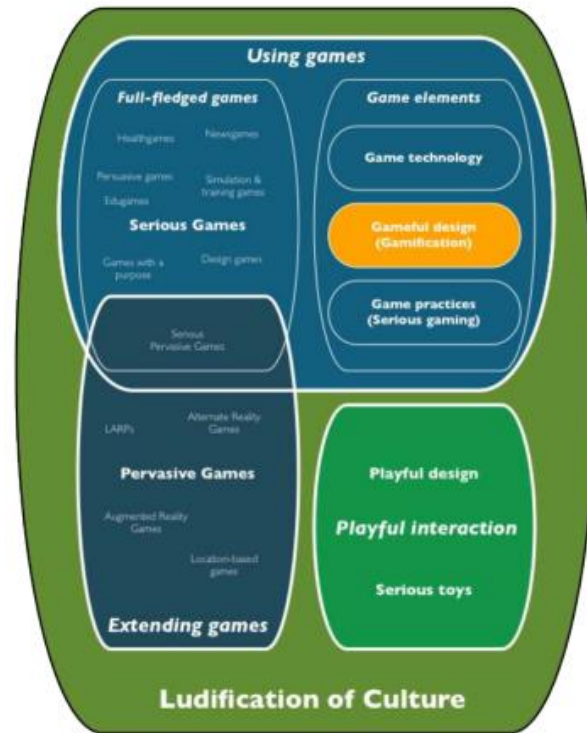 Using games
Full-fledged games
Healthgames
Newsgames
Persuasive games
Simulation &
training games
Edugames
Serious Games
Games with a
purpose
Design games
Game elements
Game technology
Gameful design
(Gamification)
Game practices
(Serious gaming)
Serious
Pervasive Games
LARPs
Alternate Reality
Games
Pervasive Games
Augmented Reality
Games
Location-based
games
Extending games
Playful design
Playful interaction
Serious toys
Ludification of Culture